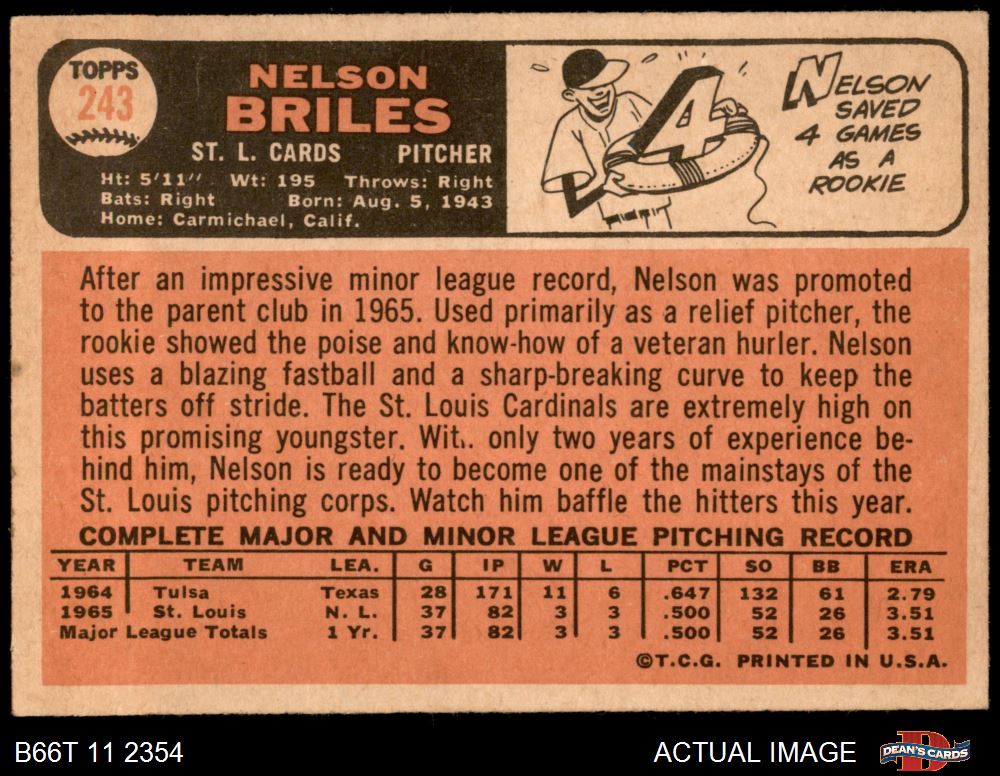 TOPPS
243
NELSON
BRILES
ST. L. CARDS PITCHER
Ht: 5'11" Wt: 195 Throws: Right
Bats: Right Born: Aug. 5, 1943
Home: Carmichael, Calif.
4
NELSON
SAVED
4 GAMES
AS A
ROOKIE
After an impressive minor league record, Nelson was promoted
to the parent club in 1965. Used primarily as a relief pitcher, the
rookie showed the poise and know-how of a veteran hurler. Nelson
uses a blazing fastball and a sharp-breaking curve to keep the
batters off stride. The St. Louis Cardinals are extremely high on
this promising youngster. Wit.. only two years of experience be-
hind him, Nelson is ready to become one of the mainstays of the
St. Louis pitching corps. Watch him baffle the hitters this year.
COMPLETE MAJOR AND MINOR LEAGUE PITCHING RECORD
YEAR TEAM LEA. G IP W L PCT SO BB ERA
1964 Tulsa Texas 28 171 11 6 .647 132 61 2.79
1965 St. Louis N. L. 37 82 3 3 .500 52 26 3.51
Major League Totals 1 Yr. 37 82 3 3 .500 52 26 3.51
©T.C.G. PRINTED IN U.S.A.
B66T 11 2354
ACTUAL IMAGE
D
DEAN'S CARDS